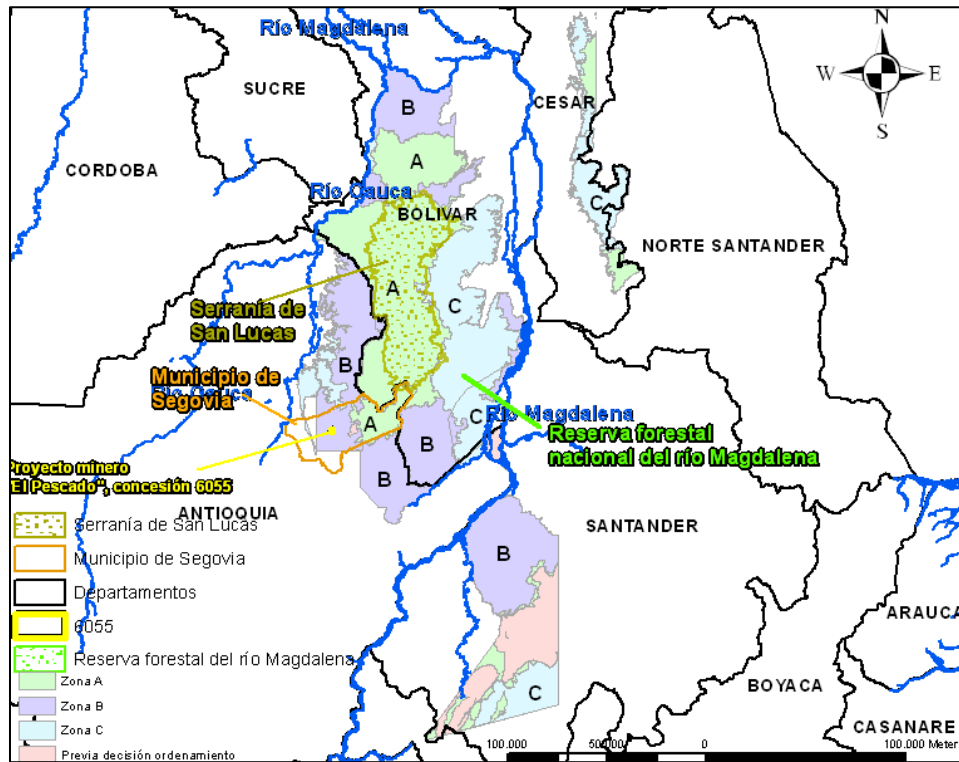 Río Magdalena
N
W
E
S
SUCRE
B
CESAR
A
CORDOBA
Río Cauca
BOLIVAR
C
NORTE SANTANDER
A
C
Serranía de
San Lucas
B
Municipio de
Segovia
Río Cauca
A
C
Río Magdalena
B
Reserva forestal
nacional del río Magdalena
Proyecto minero
"El Pescado", concesión 6055
B
ANTIOQUIA
SANTANDER
B
ARAUCA
BOYACA
C
CASANARE
Serranía de San Lucas
Municipio de Segovia
Departamentos
6055
Reserva forestal del río Magdalena
Zona A
Zona B
Zona C
Previa decisión ordenamiento
100.000 50.000 0 100.000 Meter